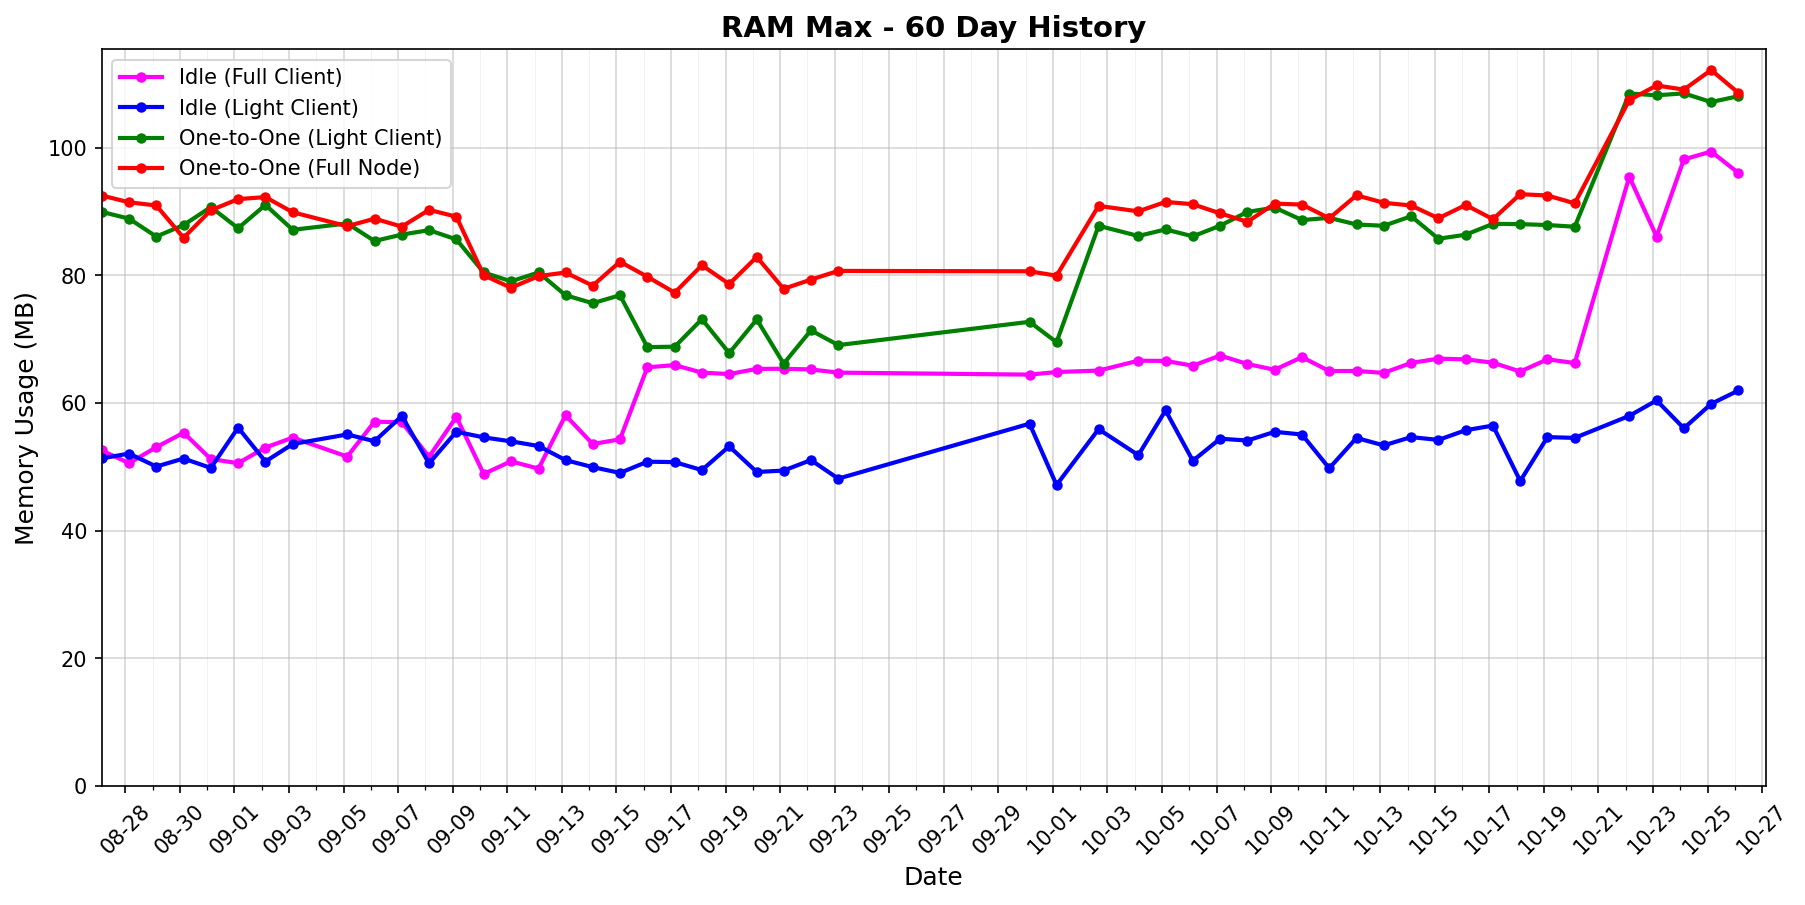 RAM Max - 60 Day History
Idle (Full Client)
Idle (Light Client)
One-to-One (Light Client)
One-to-One (Full Node)
Memory Usage (MB)
100
80
60
40
20
0
08-28 08-30 09-01 09-03 09-05 09-07 09-09 09-11 09-13 09-15 09-17 09-19 09-21 09-23 09-25 09-27 09-29 10-01 10-03 10-05 10-07 10-09 10-11 10-13 10-15 10-17 10-19 10-21 10-23 10-25 10-27
Date